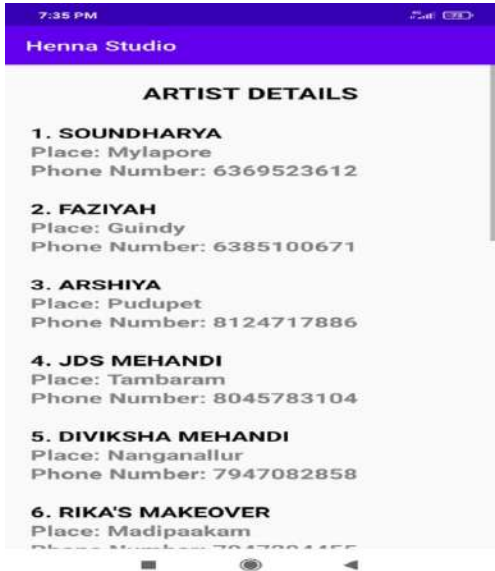 7:35 PM
Henna Studio
ARTIST DETAILS
1. SOUNDHARYA
Place: Mylapore
Phone Number: 6369523612
2. FAZIYAH
Place: Guindy
Phone Number: 6385100671
3. ARSHIYA
Place: Pudupet
Phone Number: 8124717886
4. JDS MEHANDI
Place: Tambaram
Phone Number: 8045783104
5. DIVIKSHA MEHANDI
Place: Nanganallur
Phone Number: 7947082858
6. RIKA'S MAKEOVER
Place: Madipaakam
Phone Number: